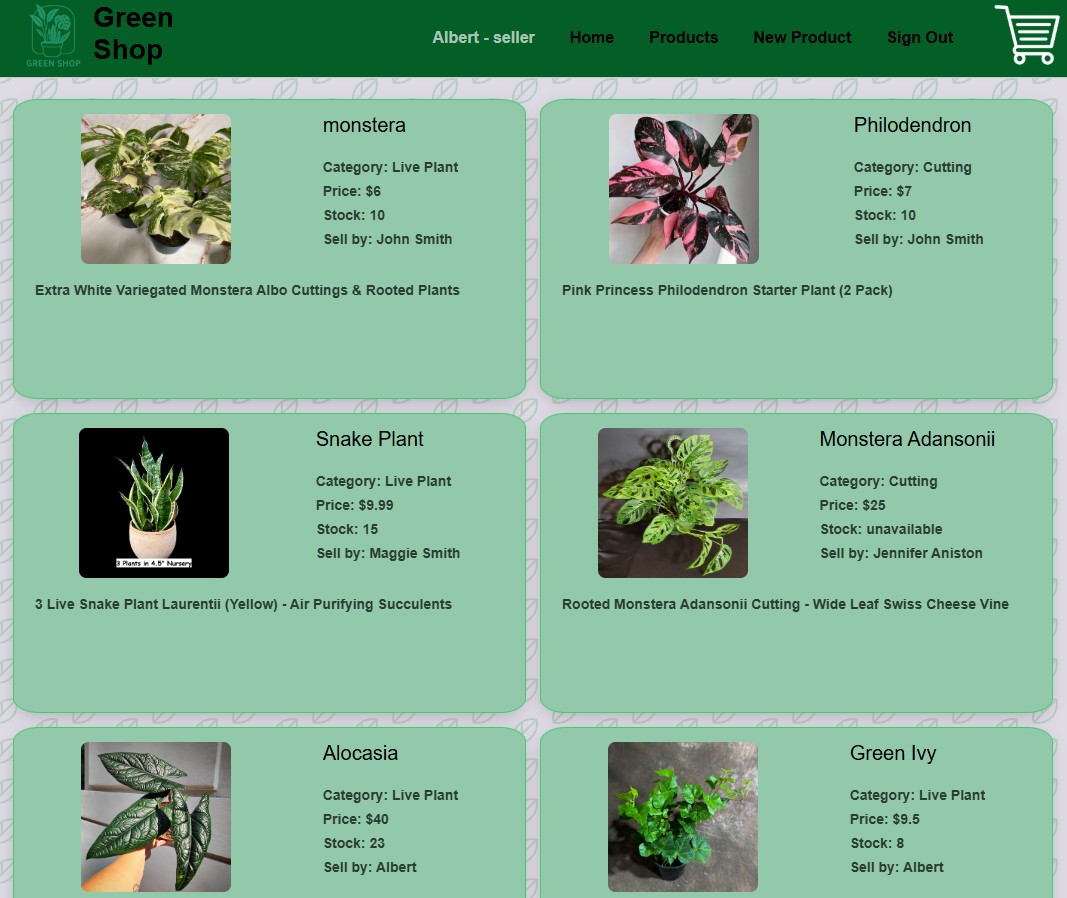 GREEN SHOP
Green
Shop
Albert - seller
Home
Products
New Product
Sign Out
monstera
Category: Live Plant
Price: $6
Stock: 10
Sell by: John Smith
Extra White Variegated Monstera Albo Cuttings & Rooted Plants
Philodendron
Category: Cutting
Price: $7
Stock: 10
Sell by: John Smith
Pink Princess Philodendron Starter Plant (2 Pack)
3 Plants in 4.5" Nursery
Snake Plant
Category: Live Plant
Price: $9.99
Stock: 15
Sell by: Maggie Smith
3 Live Snake Plant Laurentii (Yellow) - Air Purifying Succulents
Monstera Adansonii
Category: Cutting
Price: $25
Stock: unavailable
Sell by: Jennifer Aniston
Rooted Monstera Adansonii Cutting - Wide Leaf Swiss Cheese Vine
Alocasia
Category: Live Plant
Price: $40
Stock: 23
Sell by: Albert
Green Ivy
Category: Live Plant
Price: $9.5
Stock: 8
Sell by: Albert